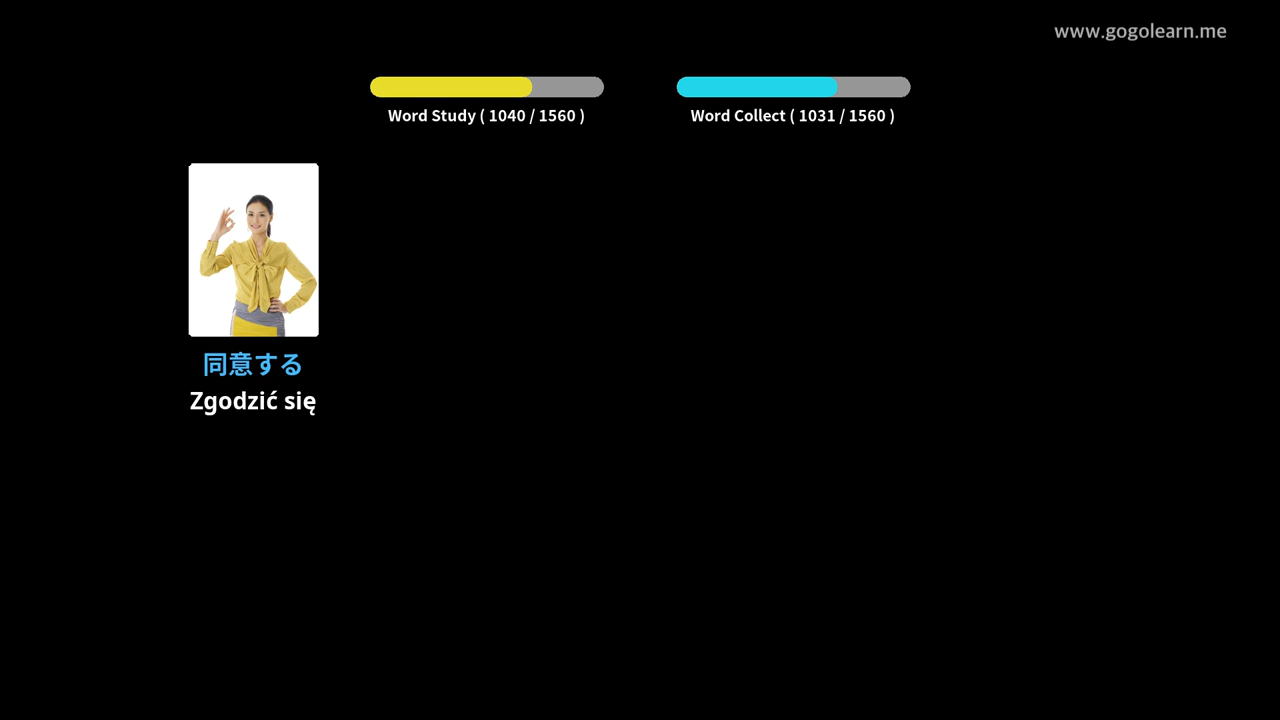 www.gogolearn.me
Word Study ( 1040 / 1560 )
Word Collect ( 1031 / 1560 )
同意する
Zgodzić się